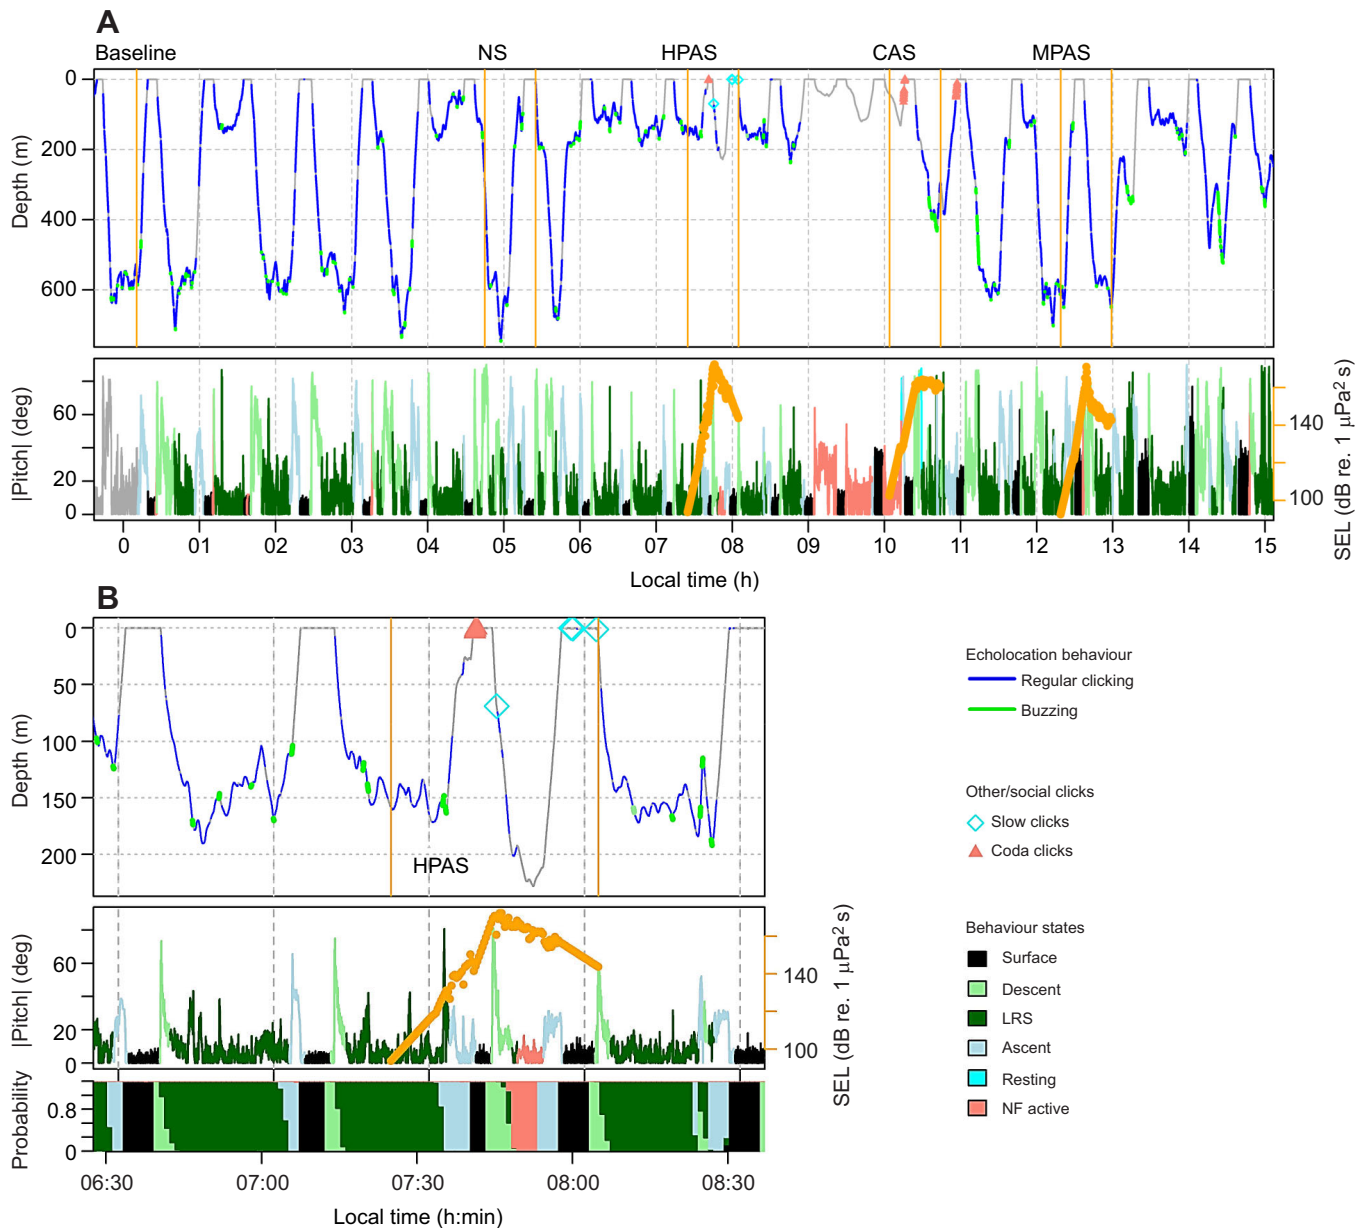 A
Baseline NS HPAS CAS MPAS
0
200
400
600
Depth (m)
60
20
0
|Pitch| (deg)
140
100
SEL (dB re. 1 μPa² s)
0 01 02 03 04 05 06 07 08 09 10 11 12 13 14 15
Local time (h)
B
0
50
100
150
200
Depth (m)
HPAS
60
20
0
|Pitch| (deg)
140
100
SEL (dB re. 1 μPa² s)
0.8
0
Probability
06:30 07:00 07:30 08:00 08:30
Local time (h:min)
Echolocation behaviour
Regular clicking
Buzzing
Other/social clicks
Slow clicks
Coda clicks
Behaviour states
Surface
Descent
LRS
Ascent
Resting
NF active